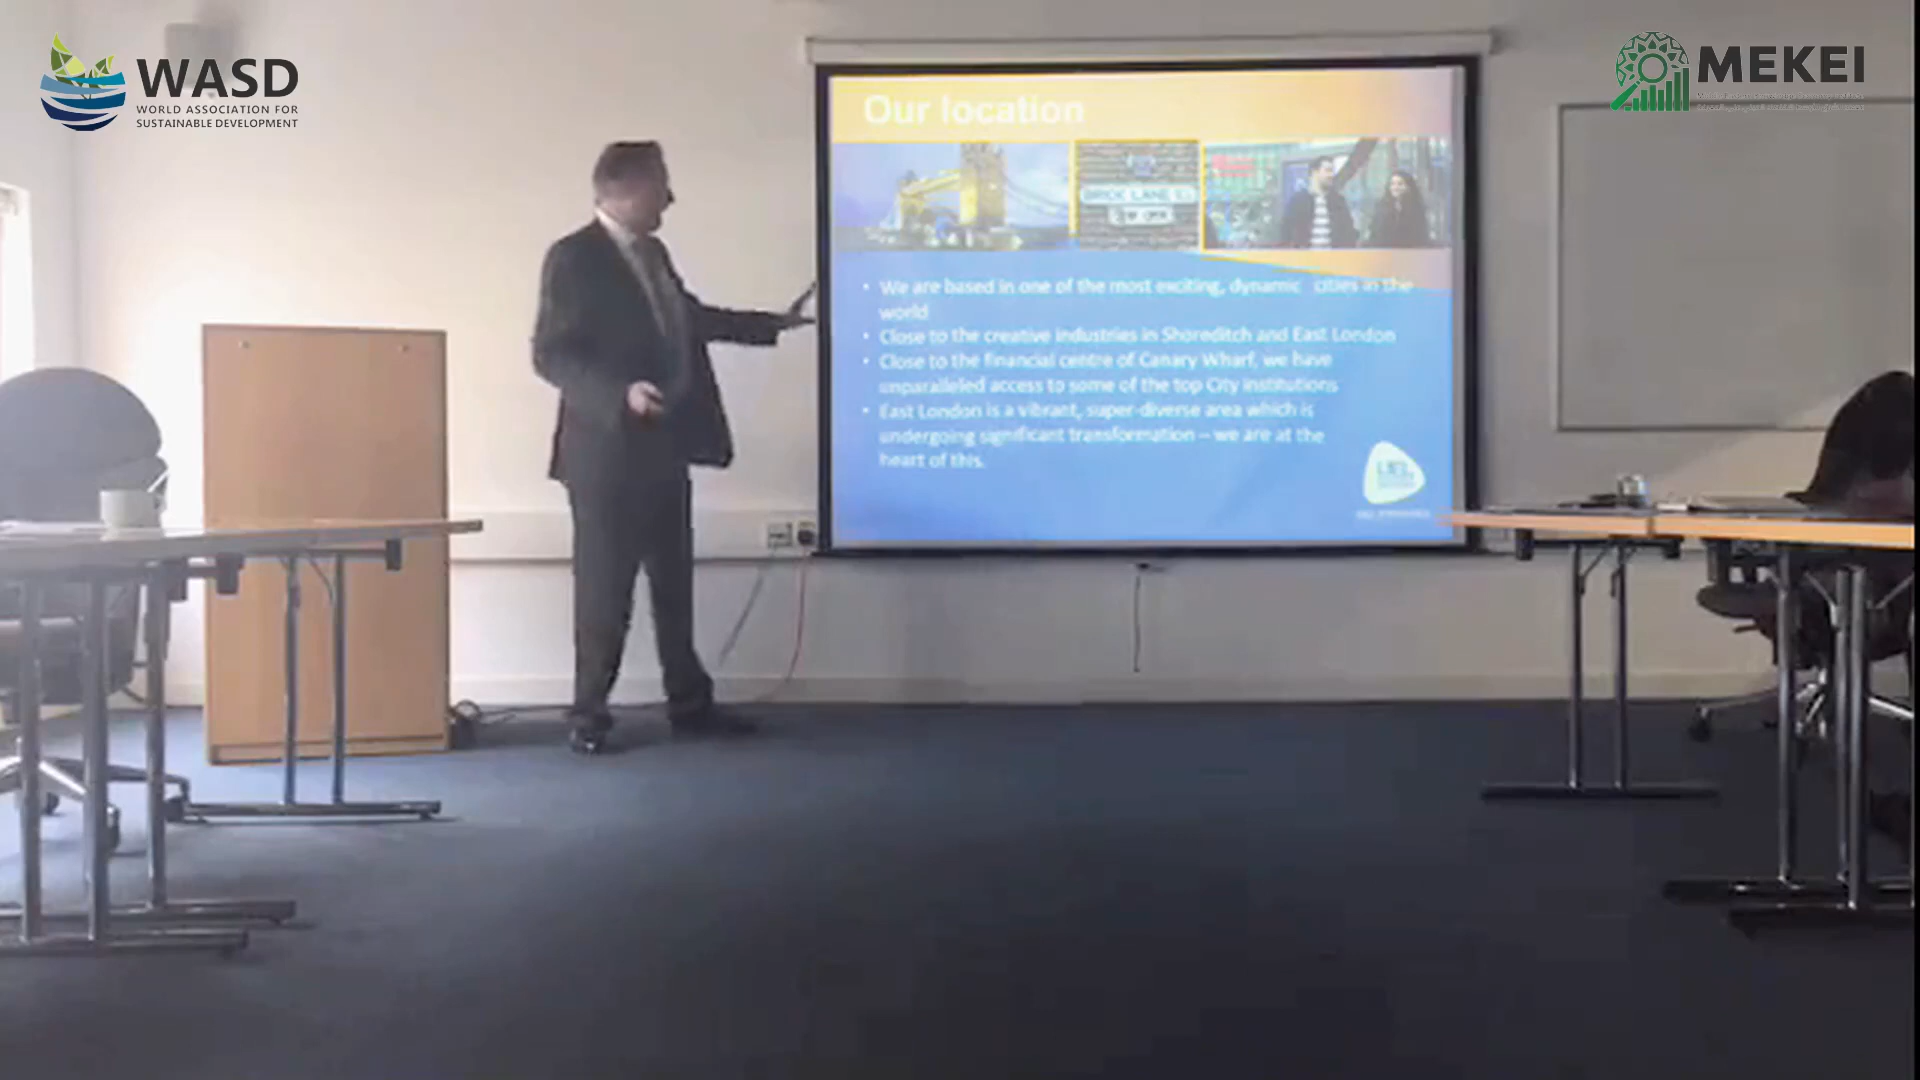 WASD
WORLD ASSOCIATION FOR
SUSTAINABLE DEVELOPMENT
MEKEI
Our location
BRICK LANE E1
• We are based in one of the most exciting, dynamic cities in the
world
• Close to the creative industries in Shoreditch and East London
• Close to the financial centre of Canary Wharf, we have
unparalleled access to some of the top City institutions
• East London is a vibrant, super-diverse area which is
undergoing significant transformation – we are at the
heart of this.
UEL